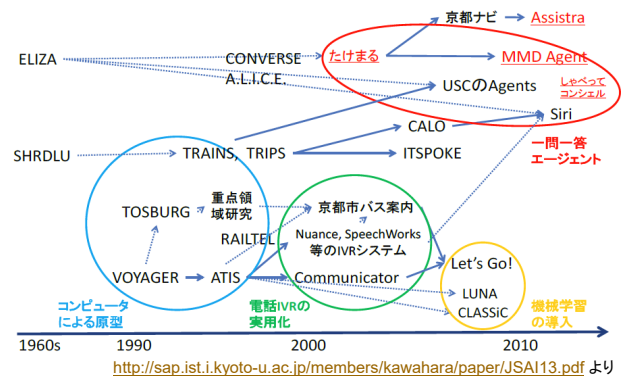 京都ナビ
Assistra
ELIZA
CONVERSE
A.L.I.C.E.
たけまる
MMD Agent
USCのAgents
しゃべって
コンシェル
Siri
CALO
一問一答
エージェント
SHRDLU
TRAINS, TRIPS
ITSPOKE
重点領
域研究
TOSBURG
京都市バス案内
RAILTEL
Nuance, SpeechWorks
等のIVRシステム
Let's Go!
VOYAGER
ATIS
Communicator
LUNA
CLASSiC
コンピュータ
による原型
電話IVRの
実用化
機械学習
の導入
1960s
1990
2000
2010
http://sap.ist.i.kyoto-u.ac.jp/members/kawahara/paper/JSAI13.pdf より